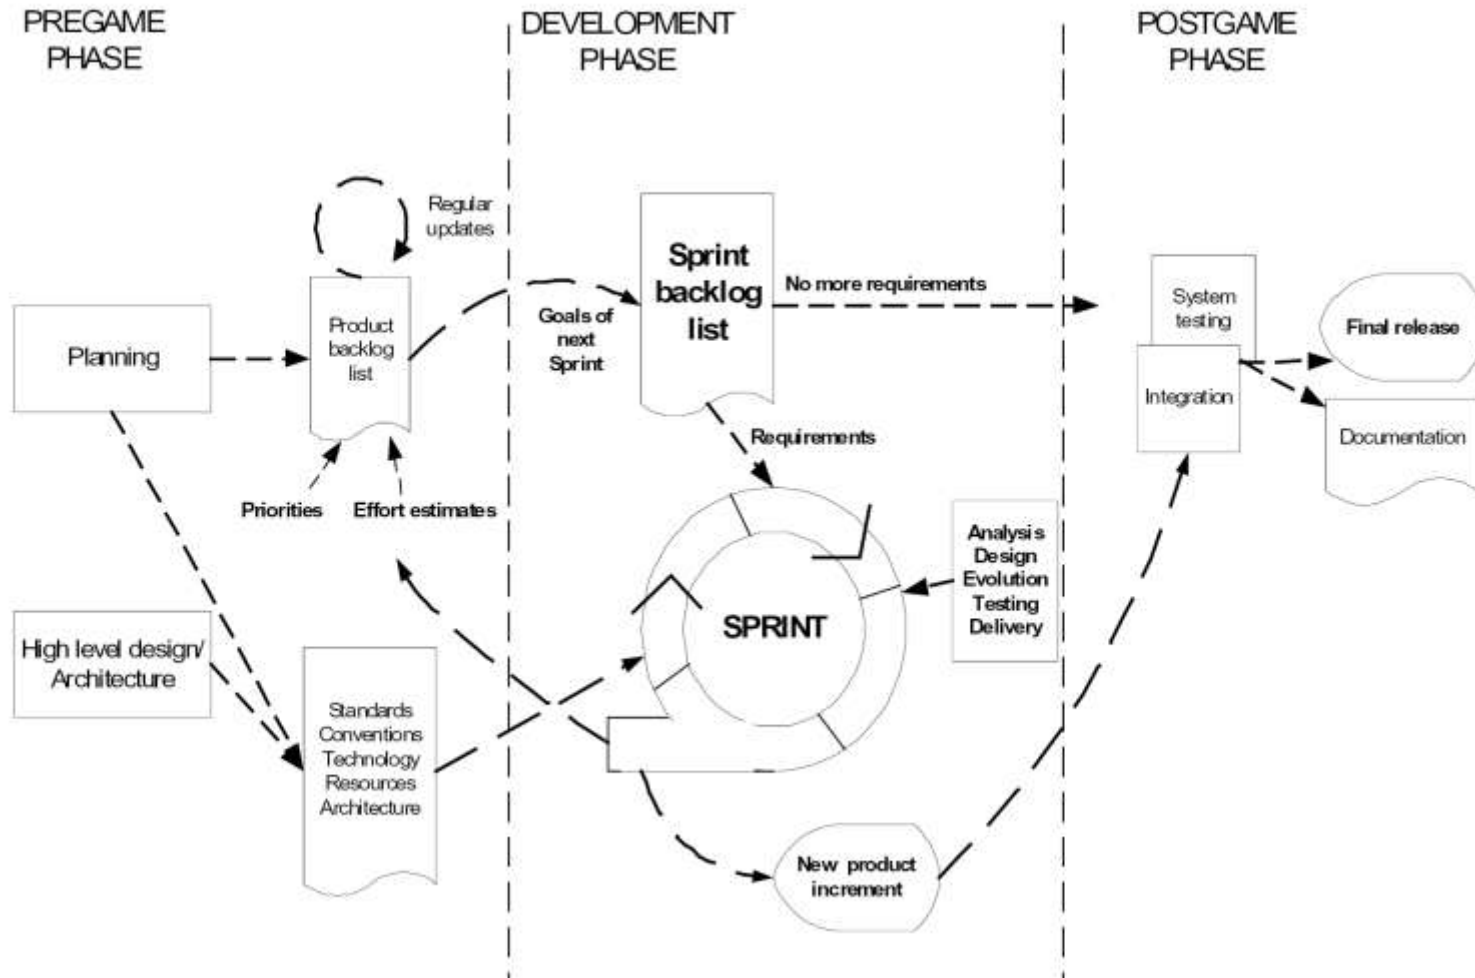 PREGAME
PHASE
DEVELOPMENT
PHASE
POSTGAME
PHASE
Regular
updates
Planning
Product
backlog
list
Goals of
next
Sprint
Sprint
backlog
list
No more requirements
System
testing
Integration
Final release
Documentation
Priorities
Effort estimates
Requirements
SPRINT
Analysis
Design
Evolution
Testing
Delivery
High level design/
Architecture
Standards
Conventions
Technology
Resources
Architecture
New product
increment